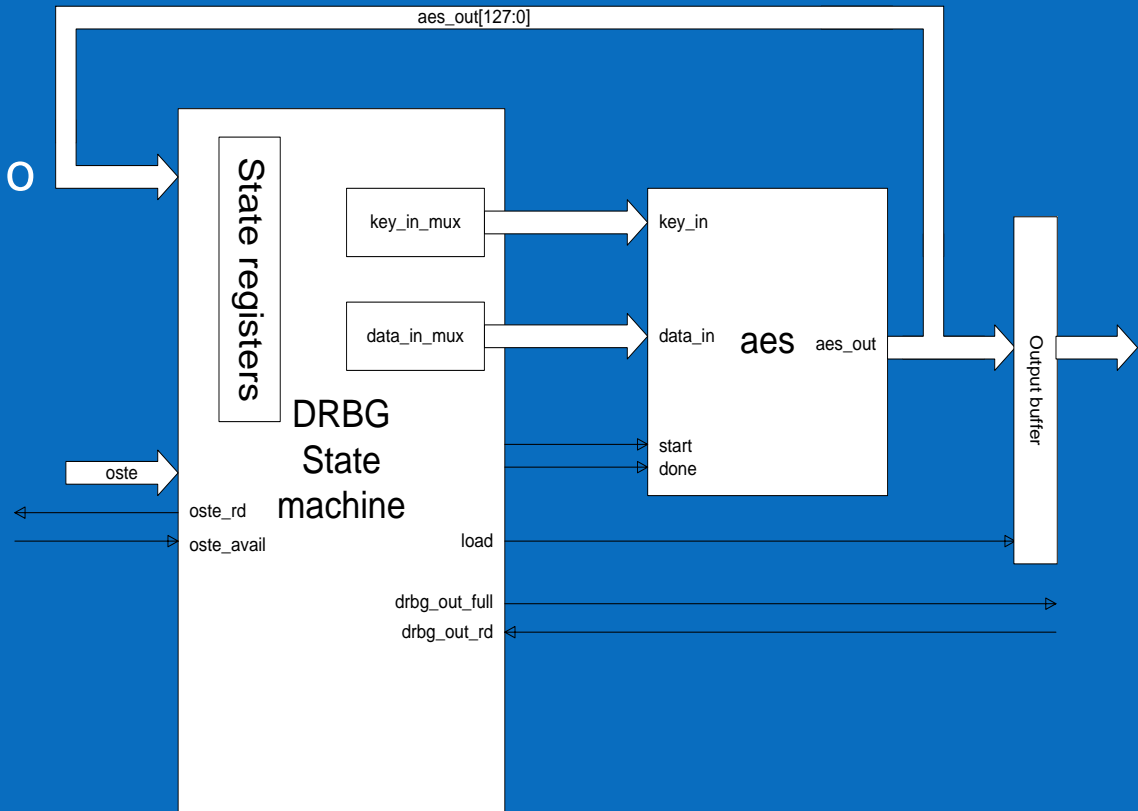 aes_out[127:0]
o
State registers
key_in_mux
key_in
data_in_mux
data_in
aes
aes_out
Output buffer
DRBG
State
machine
start
done
oste
oste_rd
oste_avail
load
drbg_out_full
drbg_out_rd